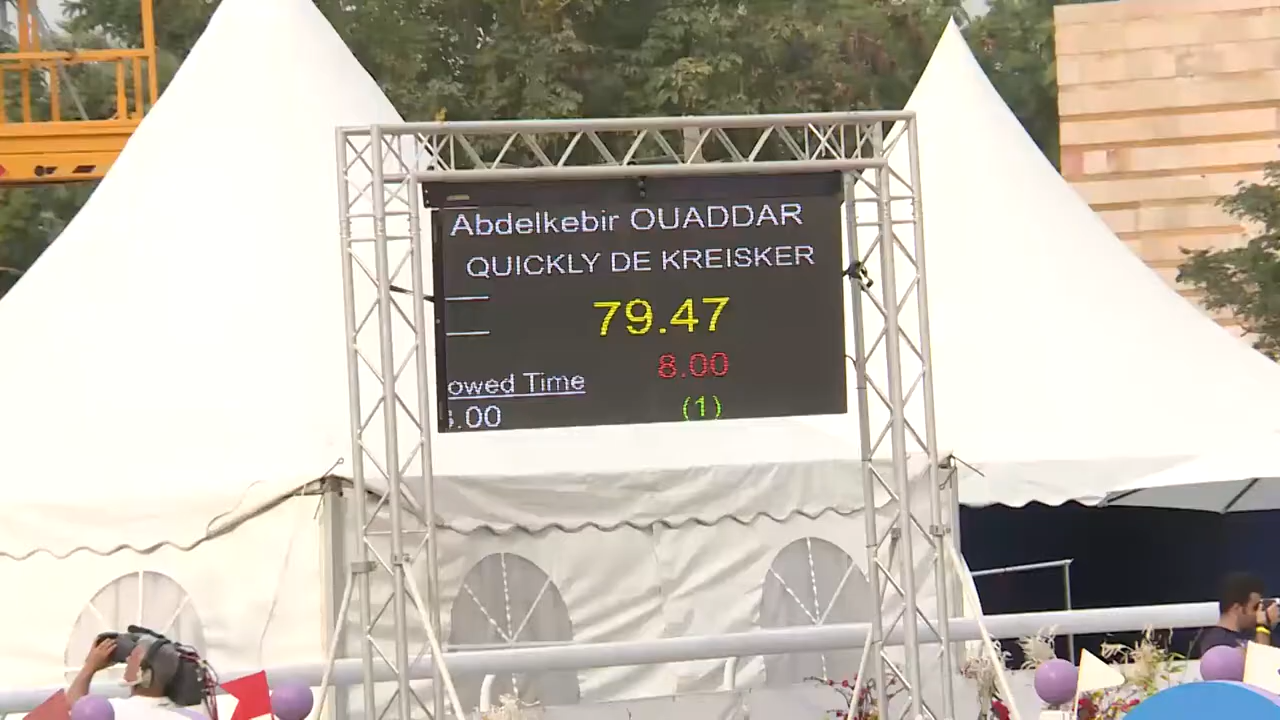 Abdelkebir OUADDAR
QUICKLY DE KREISKER
79.47
8.00
owed Time
.00
(1)